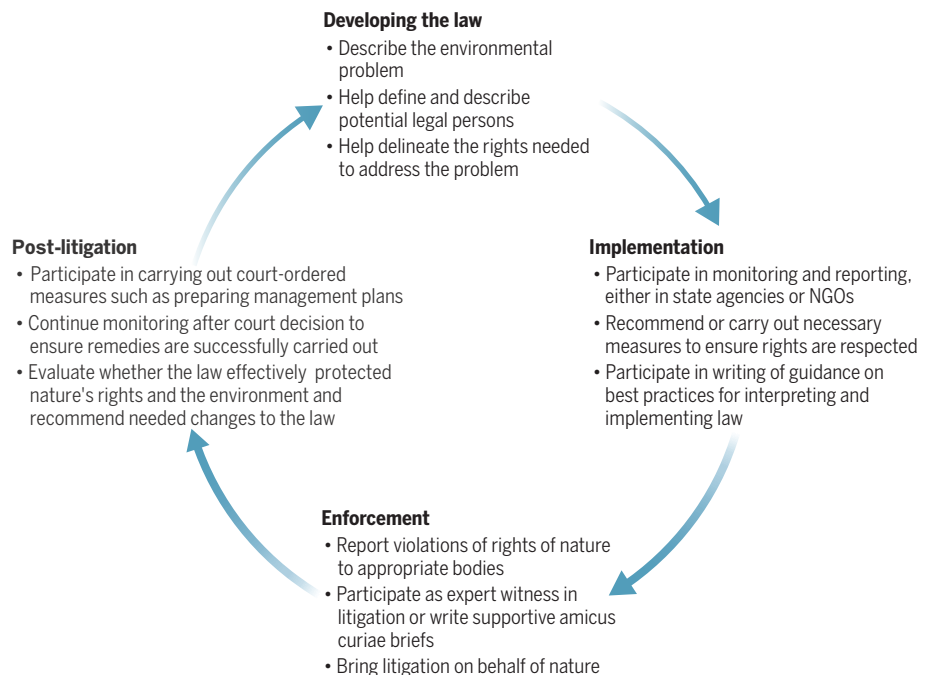 Developing the law
• Describe the environmental
problem
• Help define and describe
potential legal persons
• Help delineate the rights needed
to address the problem
Implementation
• Participate in monitoring and reporting,
either in state agencies or NGOs
• Recommend or carry out necessary
measures to ensure rights are respected
• Participate in writing of guidance on
best practices for interpreting and
implementing law
Enforcement
• Report violations of rights of nature
to appropriate bodies
• Participate as expert witness in
litigation or write supportive amicus
curiae briefs
• Bring litigation on behalf of nature
Post-litigation
• Participate in carrying out court-ordered
measures such as preparing management plans
• Continue monitoring after court decision to
ensure remedies are successfully carried out
• Evaluate whether the law effectively protected
nature's rights and the environment and
recommend needed changes to the law